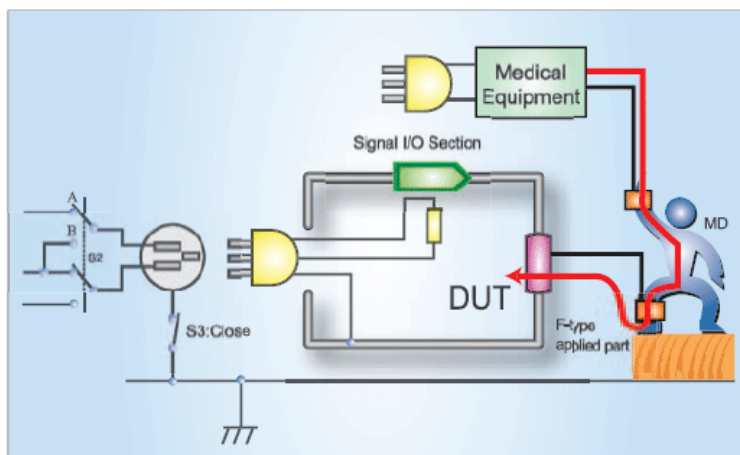 Medical
Equipment
Signal I/O Section
A
B
S2
MD
DUT
S3:Close
F-type
applied part